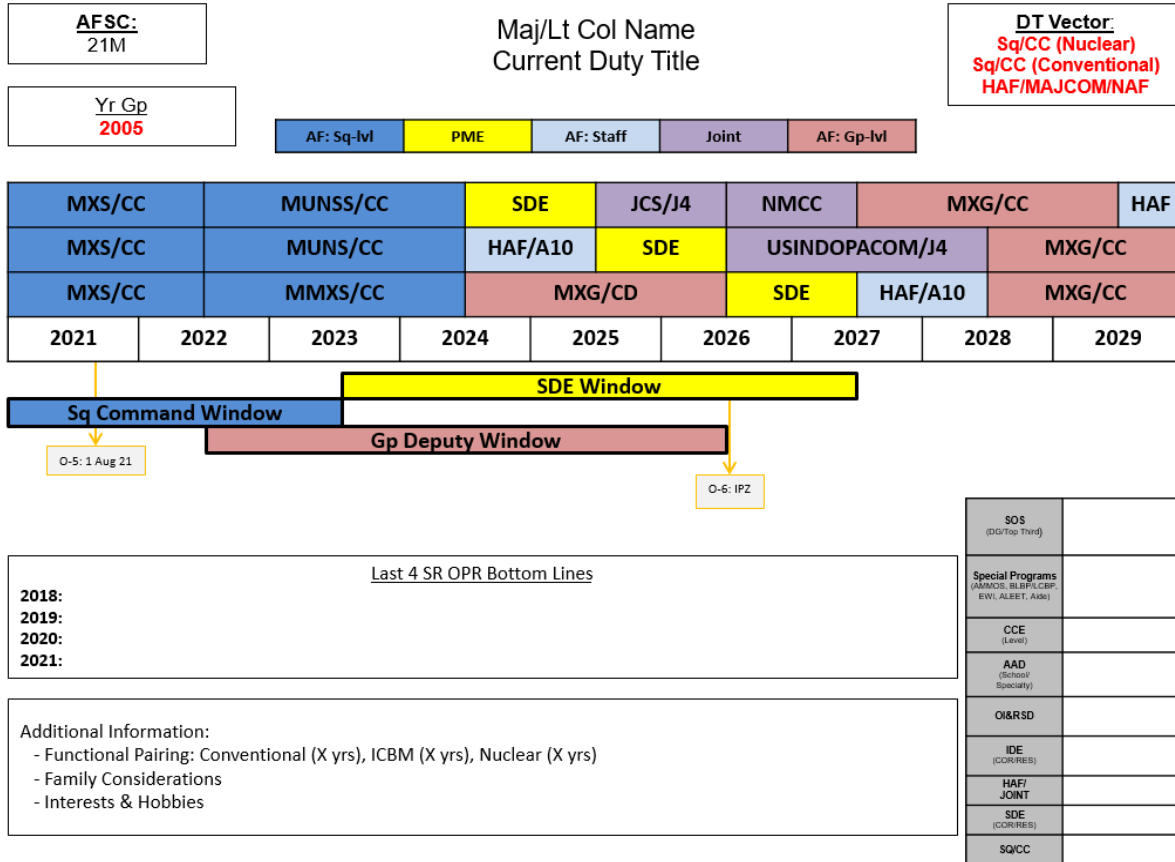 AFSC:
21M
Maj/Lt Col Name
Current Duty Title
DT Vector:
Sq/CC (Nuclear)
Sq/CC (Conventional)
HAF/MAJCOM/NAF
Yr Gp
2005
AF: Sq-lvl PME AF: Staff Joint AF: Gp-lvl
MXS/CC MUNSS/CC SDE JCS/J4 NMCC MXG/CC HAF
MXS/CC MUNS/CC HAF/A10 SDE USINDOPACOM/J4 MXG/CC
MXS/CC MMXS/CC MXG/CD SDE HAF/A10 MXG/CC
2021 2022 2023 2024 2025 2026 2027 2028 2029
SDE Window
Sq Command Window
Gp Deputy Window
O-5: 1 Aug 21
O-6: IPZ
Last 4 SR OPR Bottom Lines
2018:
2019:
2020:
2021:
Additional Information:
- Functional Pairing: Conventional (X yrs), ICBM (X yrs), Nuclear (X yrs)
- Family Considerations
- Interests & Hobbies
SOS
(DG/Top Third)
Special Programs
(AMMOS, BLBP/LCBP,
EWI, ALEET, Aide)
CCE
(Level)
AAD
(School/
Specialty)
OI&RSD
IDE
(COR/RES)
HAF/
JOINT
SDE
(COR/RES)
SQ/CC